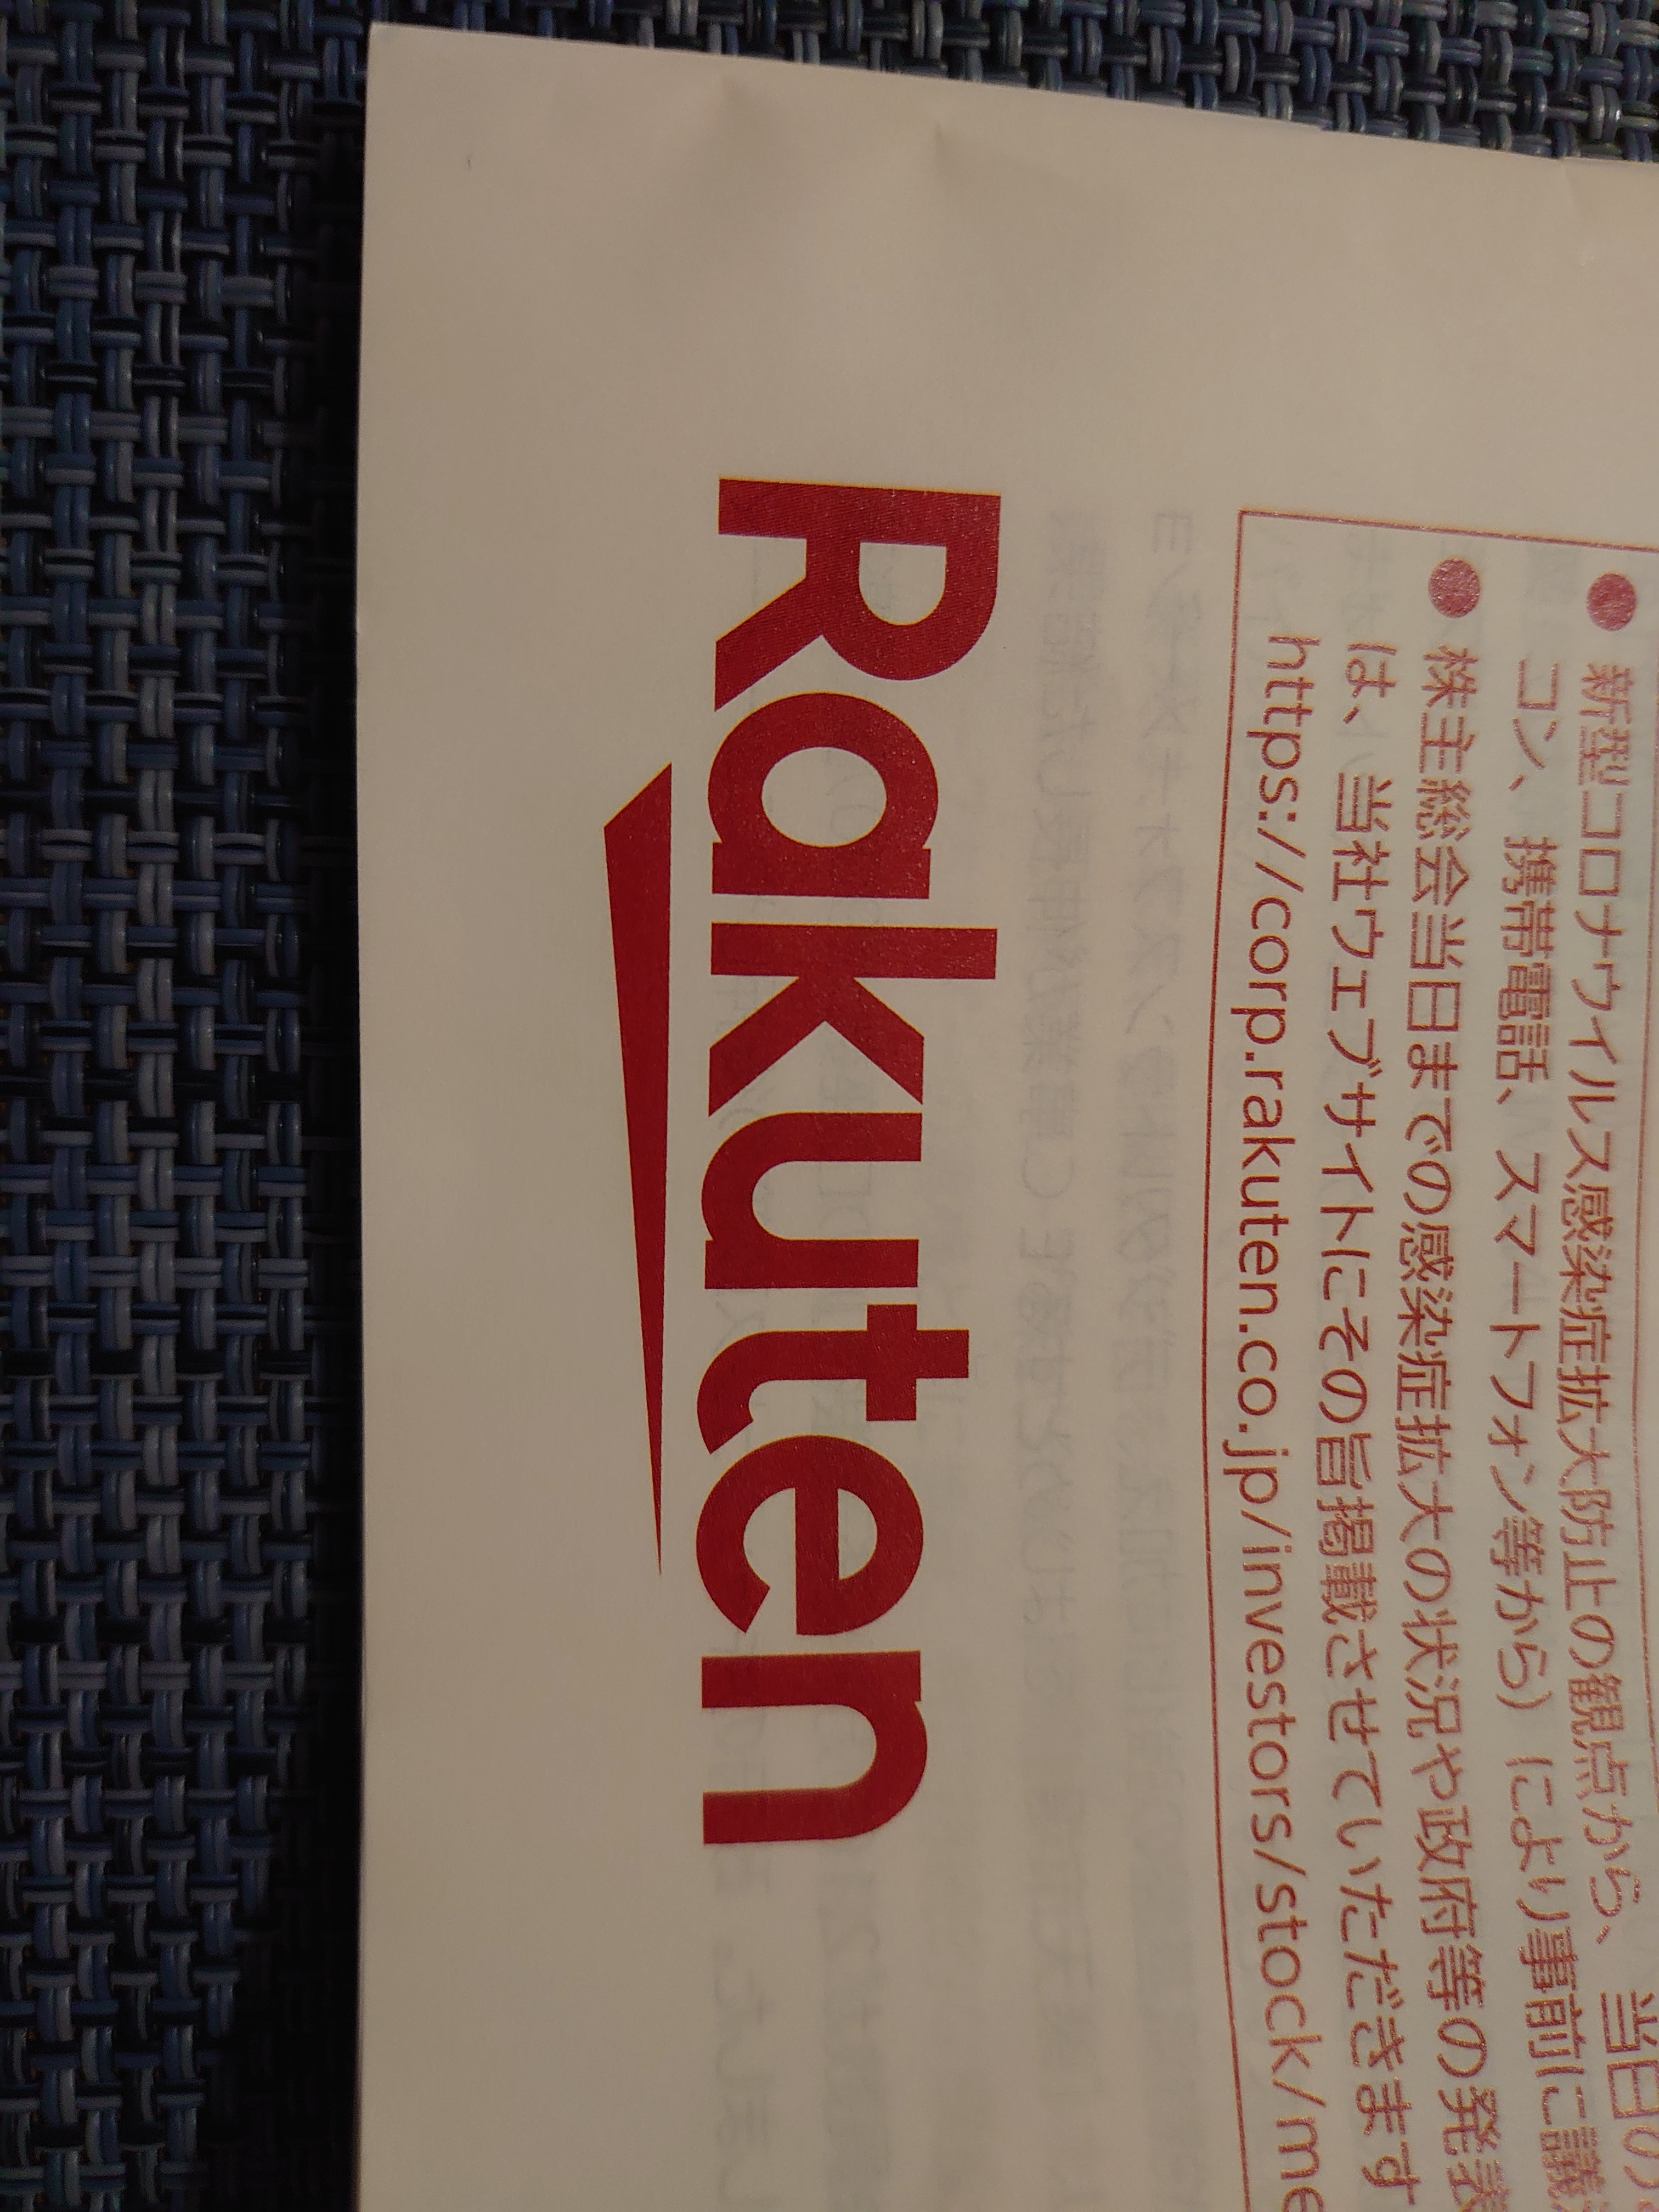 ● 新型コロナウイルス感染症拡大防止の観点から、当日の
コン、携帯電話、スマートフォン等から）により事前に議
● 株主総会当日までの感染症拡大の状況や政府等の発表
は、当社ウェブサイトにその旨掲載させていただきます
https://corp.rakuten.co.jp/investors/stock/me
Rakuten